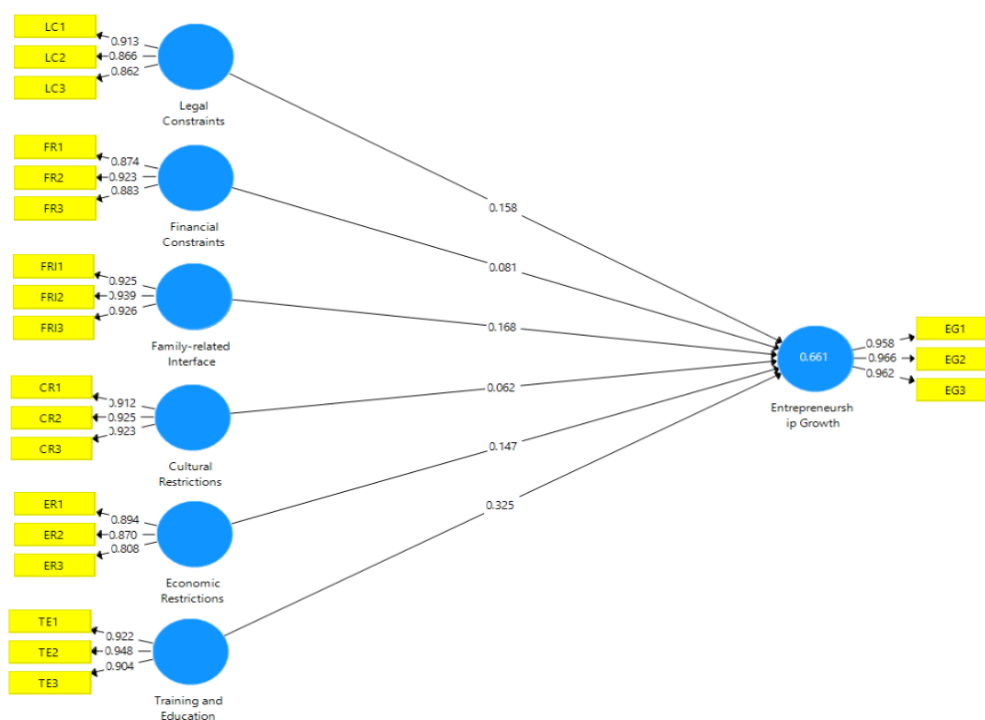 LC1
0.913
LC2
0.866
0.862
LC3
Legal
Constraints
FR1
0.874
FR2
0.923
0.883
FR3
Financial
Constraints
FRI1
0.925
FRI2
0.939
0.926
FRI3
Family-related
Interface
CR1
0.912
CR2
0.925
0.923
CR3
Cultural
Restrictions
ER1
0.894
ER2
0.870
0.808
ER3
Economic
Restrictions
TE1
0.922
TE2
0.948
0.904
TE3
Training and
Education
0.158
0.081
0.168
0.062
0.147
0.325
0.661
Entrepreneursh
ip Growth
EG1
0.958
EG2
0.966
0.962
EG3